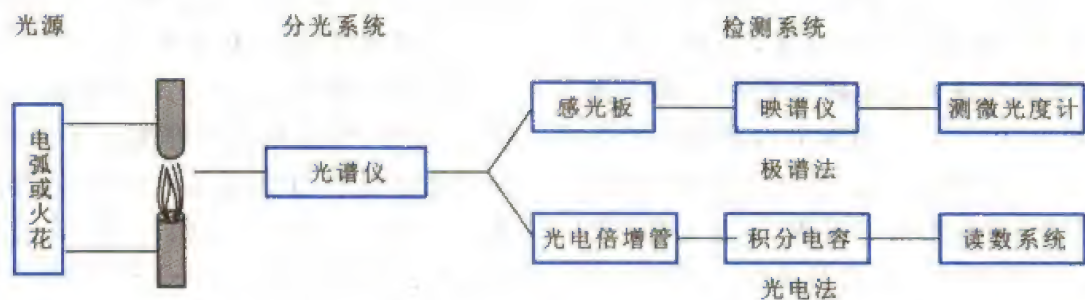 光源
分光系统
检测系统
电弧或火花
光谱仪
感光板
映谱仪
测微光度计
极谱法
光电倍增管
积分电容
读数系统
光电法